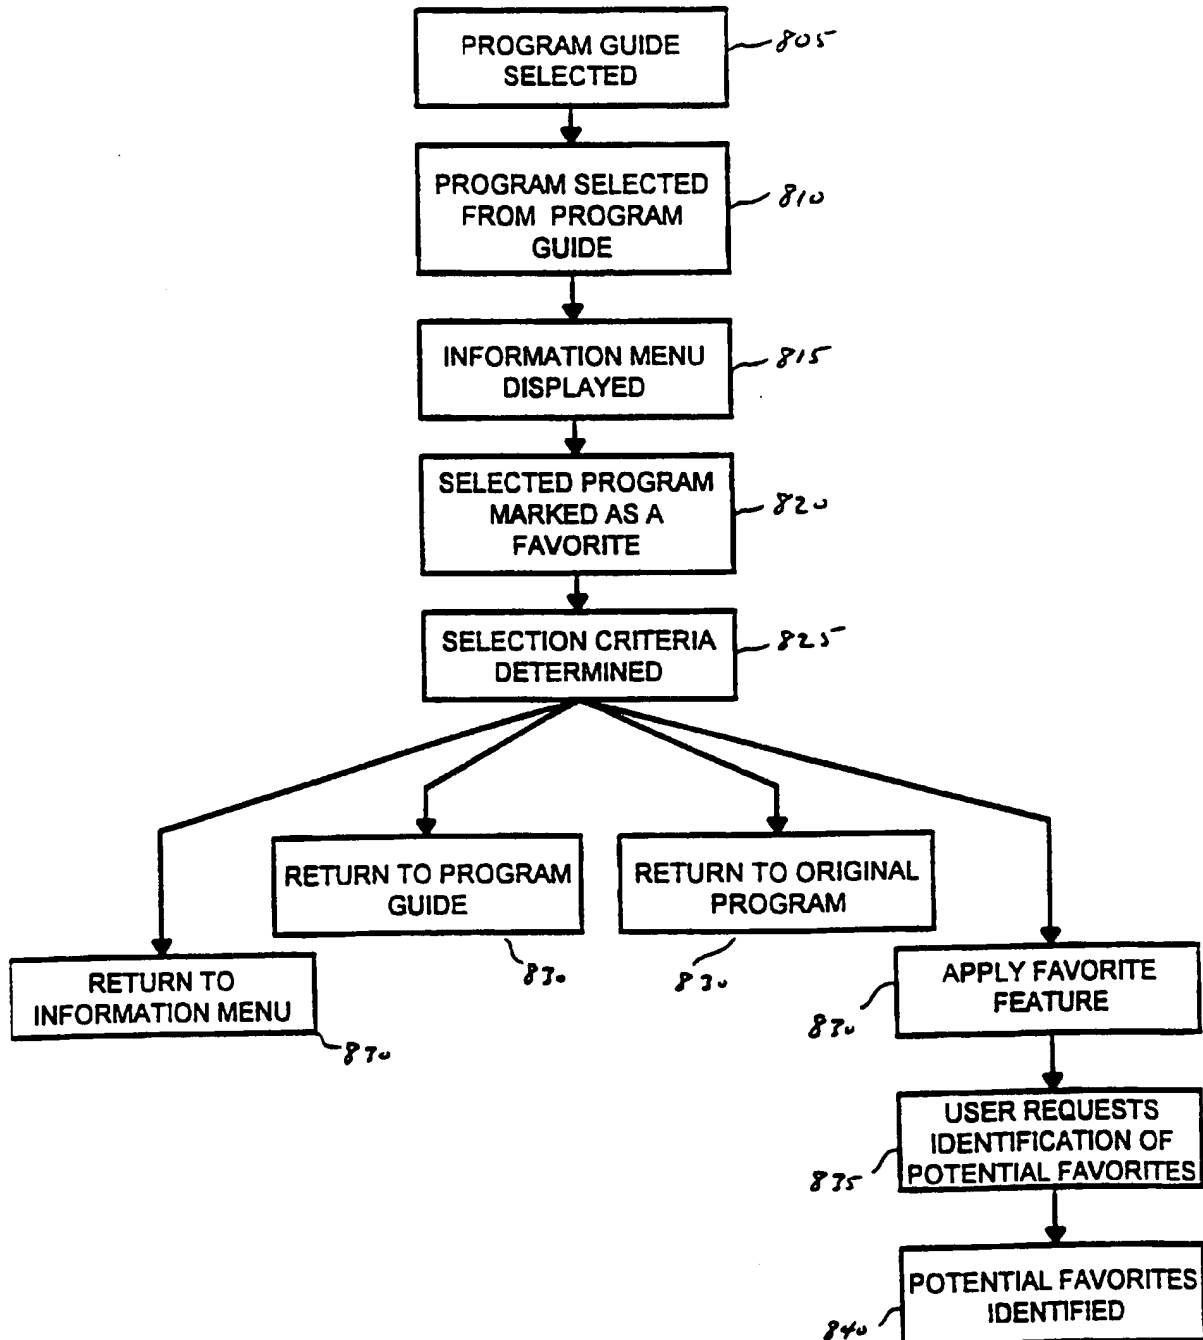 PROGRAM GUIDE
SELECTED
805
PROGRAM SELECTED
FROM PROGRAM
GUIDE
810
INFORMATION MENU
DISPLAYED
815
SELECTED PROGRAM
MARKED AS A
FAVORITE
820
SELECTION CRITERIA
DETERMINED
825
RETURN TO PROGRAM
GUIDE
830
RETURN TO ORIGINAL
PROGRAM
830
RETURN TO
INFORMATION MENU
830
APPLY FAVORITE
FEATURE
830
USER REQUESTS
IDENTIFICATION OF
POTENTIAL FAVORITES
835
POTENTIAL FAVORITES
IDENTIFIED
840